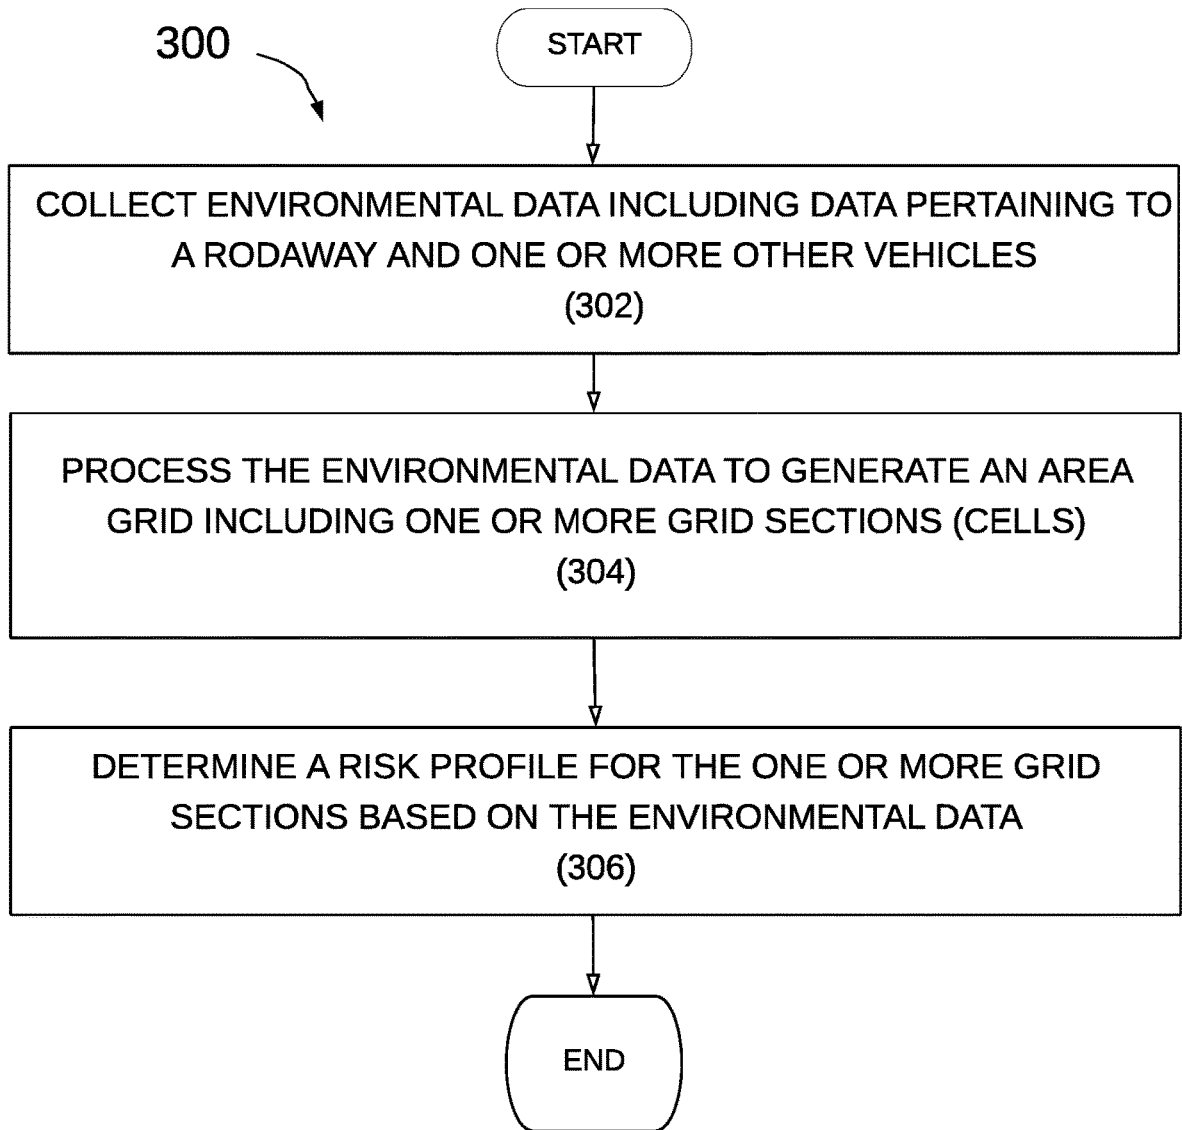 300
START
COLLECT ENVIRONMENTAL DATA INCLUDING DATA PERTAINING TO
A RODAWAY AND ONE OR MORE OTHER VEHICLES
(302)
PROCESS THE ENVIRONMENTAL DATA TO GENERATE AN AREA
GRID INCLUDING ONE OR MORE GRID SECTIONS (CELLS)
(304)
DETERMINE A RISK PROFILE FOR THE ONE OR MORE GRID
SECTIONS BASED ON THE ENVIRONMENTAL DATA
(306)
END